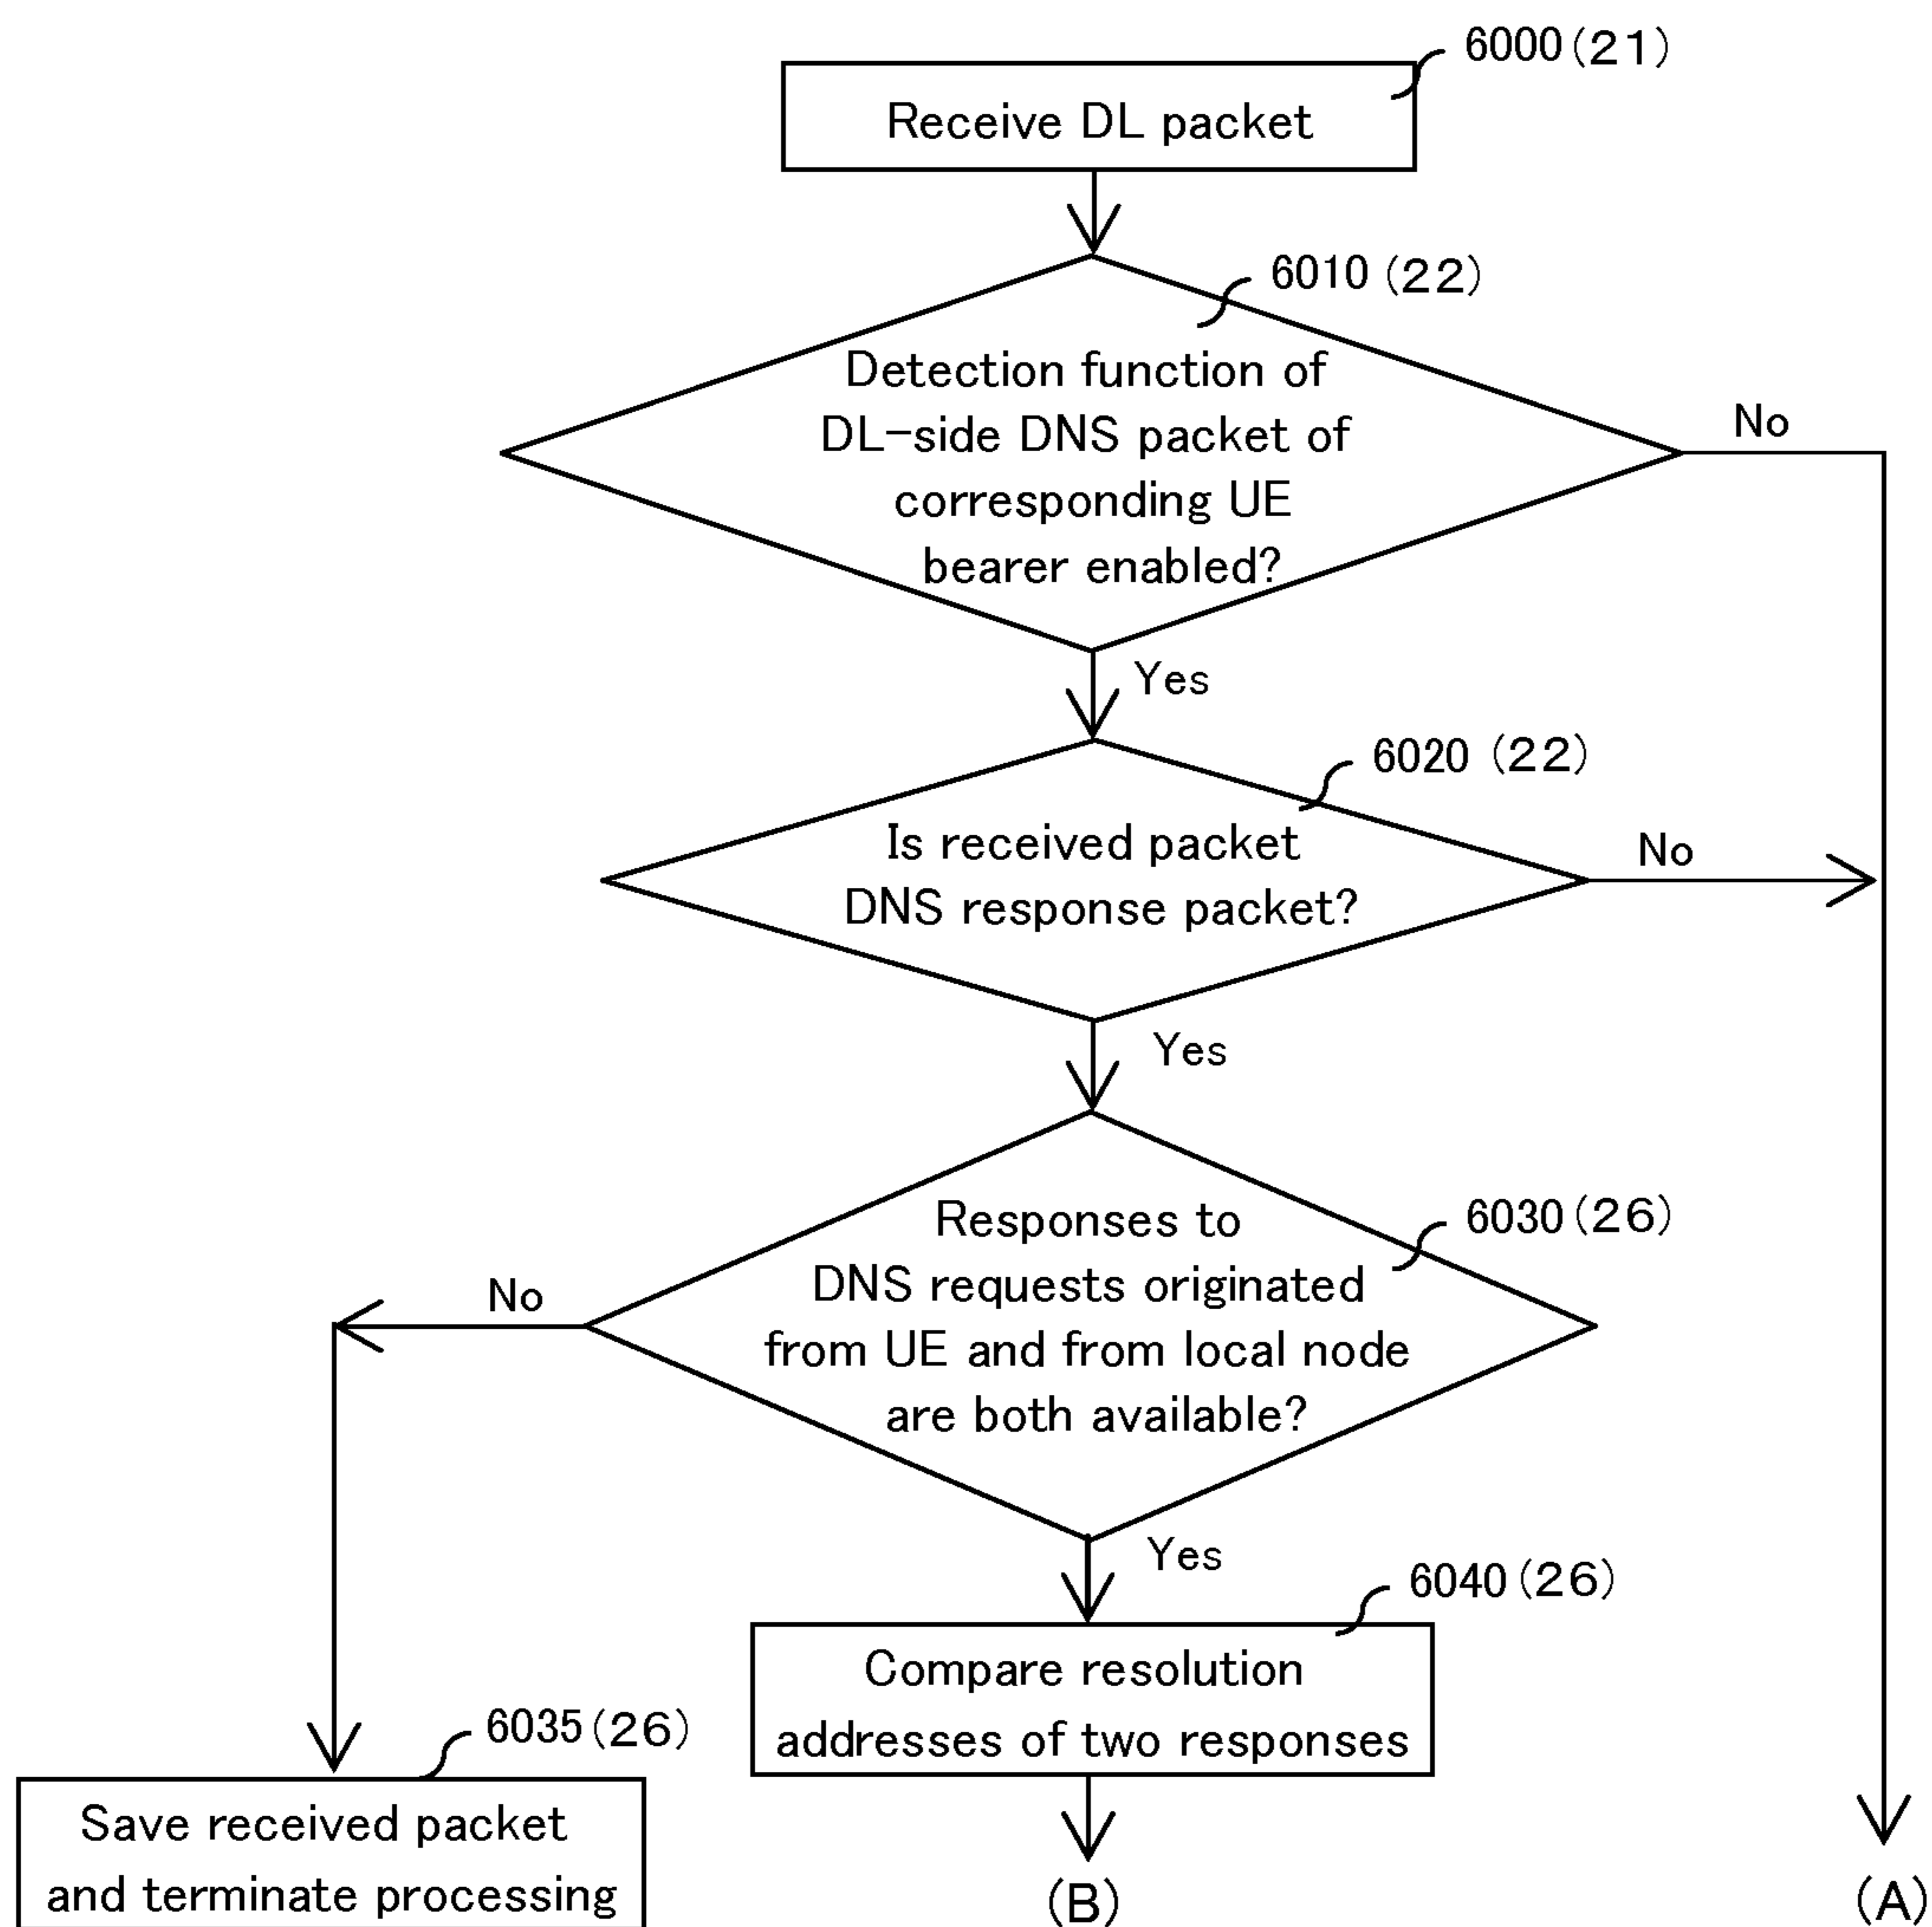 6000(21)
Receive DL packet
6010 (22)
Detection function of
DL-side DNS packet of
corresponding UE
bearer enabled?
No
Yes
6020 (22)
Is received packet
DNS response packet?
No
Yes
6030(26)
Responses to
DNS requests originated
from UE and from local node
are both available?
No
Yes
6040(26)
Compare resolution
addresses of two responses
6035(26)
Save received packet
and terminate processing
(B)
(A)